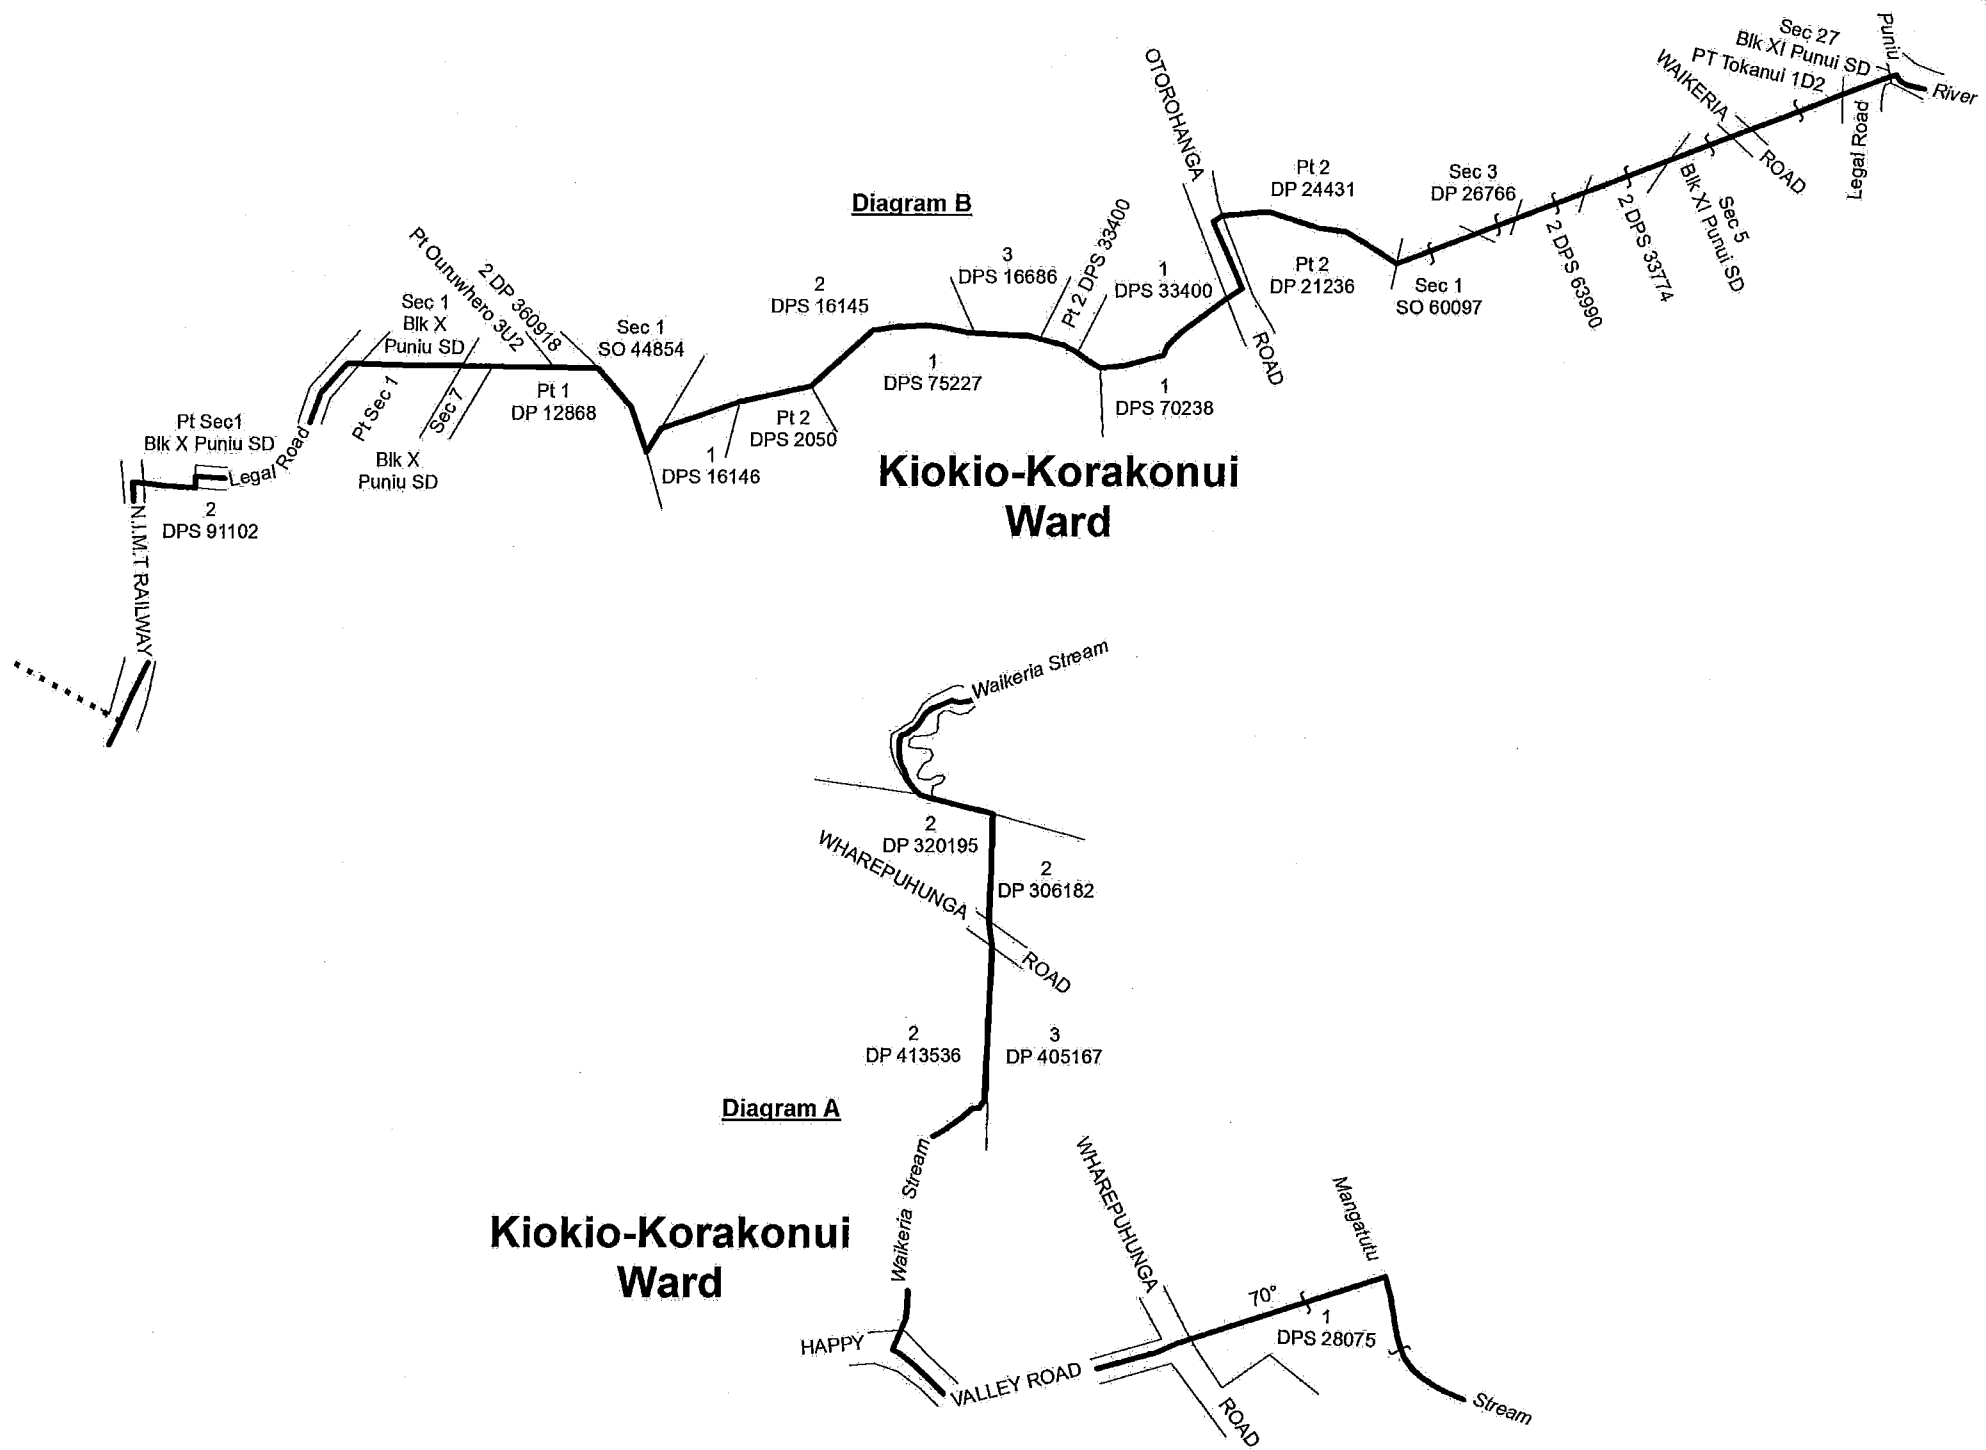 Sec 27
Blk XI Punui SD
PT Tokanui 1D2
Puniu
River
WAIKERIA
ROAD
Legal Road
OTOROHANGA
ROAD
Pt 2
DP 24431
Sec 3
DP 26766
Sec 5
Blk XI Punui SD
2 DPS 33774
2 DPS 63990
Sec 1
SO 60097
Pt 2
DP 21236
Diagram B
Pt 2 DPS 33400
3
DPS 16686
1
DPS 33400
2
DPS 16145
1
DPS 75227
1
DPS 70238
2 DP 360918
Pt Ouruwhero 3U2
Sec 1
Blk X
Puniu SD
Sec 1
SO 44854
Pt 1
DP 12868
Pt Sec 1
Sec 7
Blk X
Puniu SD
Pt 2
DPS 2050
1
DPS 16146
Pt Sec1
Blk X Puniu SD
Legal Road
2
DPS 91102
N.I.M.T RAILWAY
Kiokio-Korakonui
Ward
Waikeria Stream
2
DP 320195
2
DP 306182
WHAREPUHUNGA
ROAD
2
DP 413536
3
DP 405167
Diagram A
Waikeria Stream
Kiokio-Korakonui
Ward
WHAREPUHUNGA
ROAD
Mangatutu
Stream
70°
1
DPS 28075
HAPPY
VALLEY ROAD